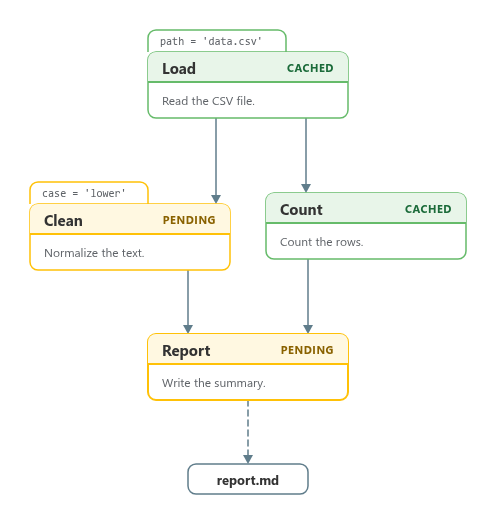 path = 'data.csv'
Load CACHED
Read the CSV file.
case = 'lower'
Clean PENDING
Normalize the text.
Count CACHED
Count the rows.
Report PENDING
Write the summary.
report.md